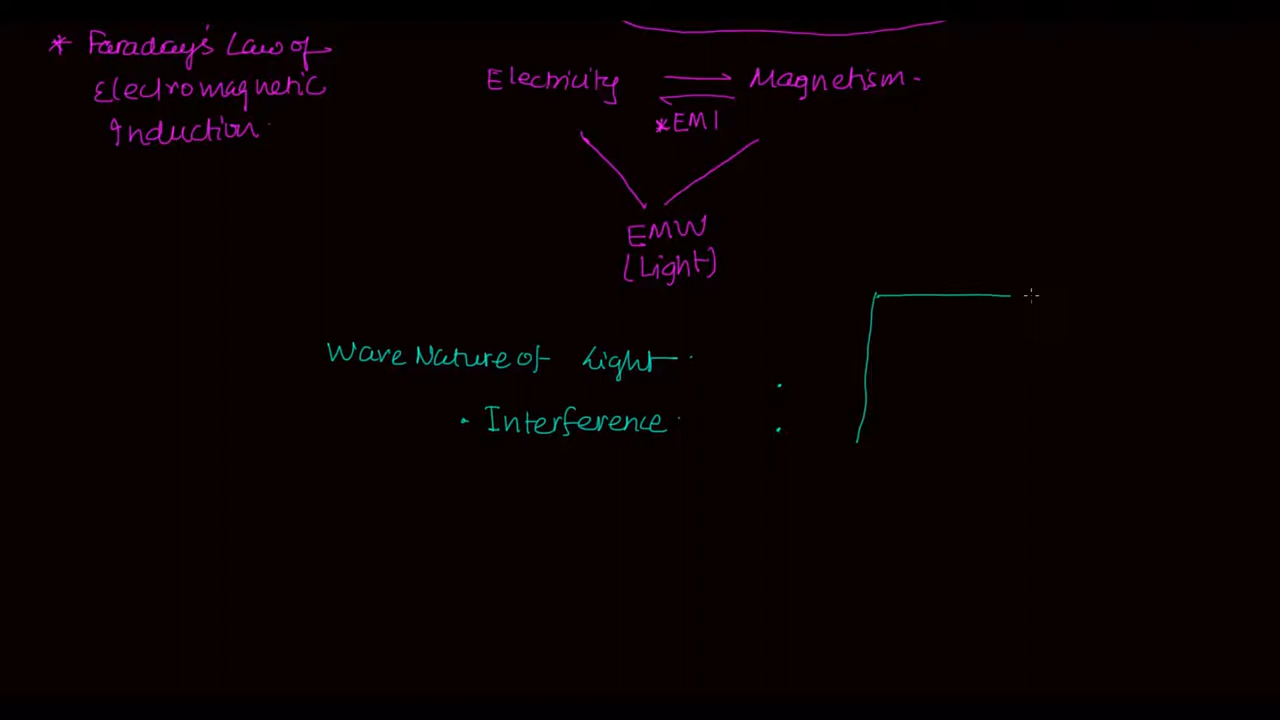 * Faraday's Law of
Electromagnetic
Induction.
Electricity ⇌ Magnetism.
*EMI
EMW
(Light)
Wave Nature of Light.
• Interference.